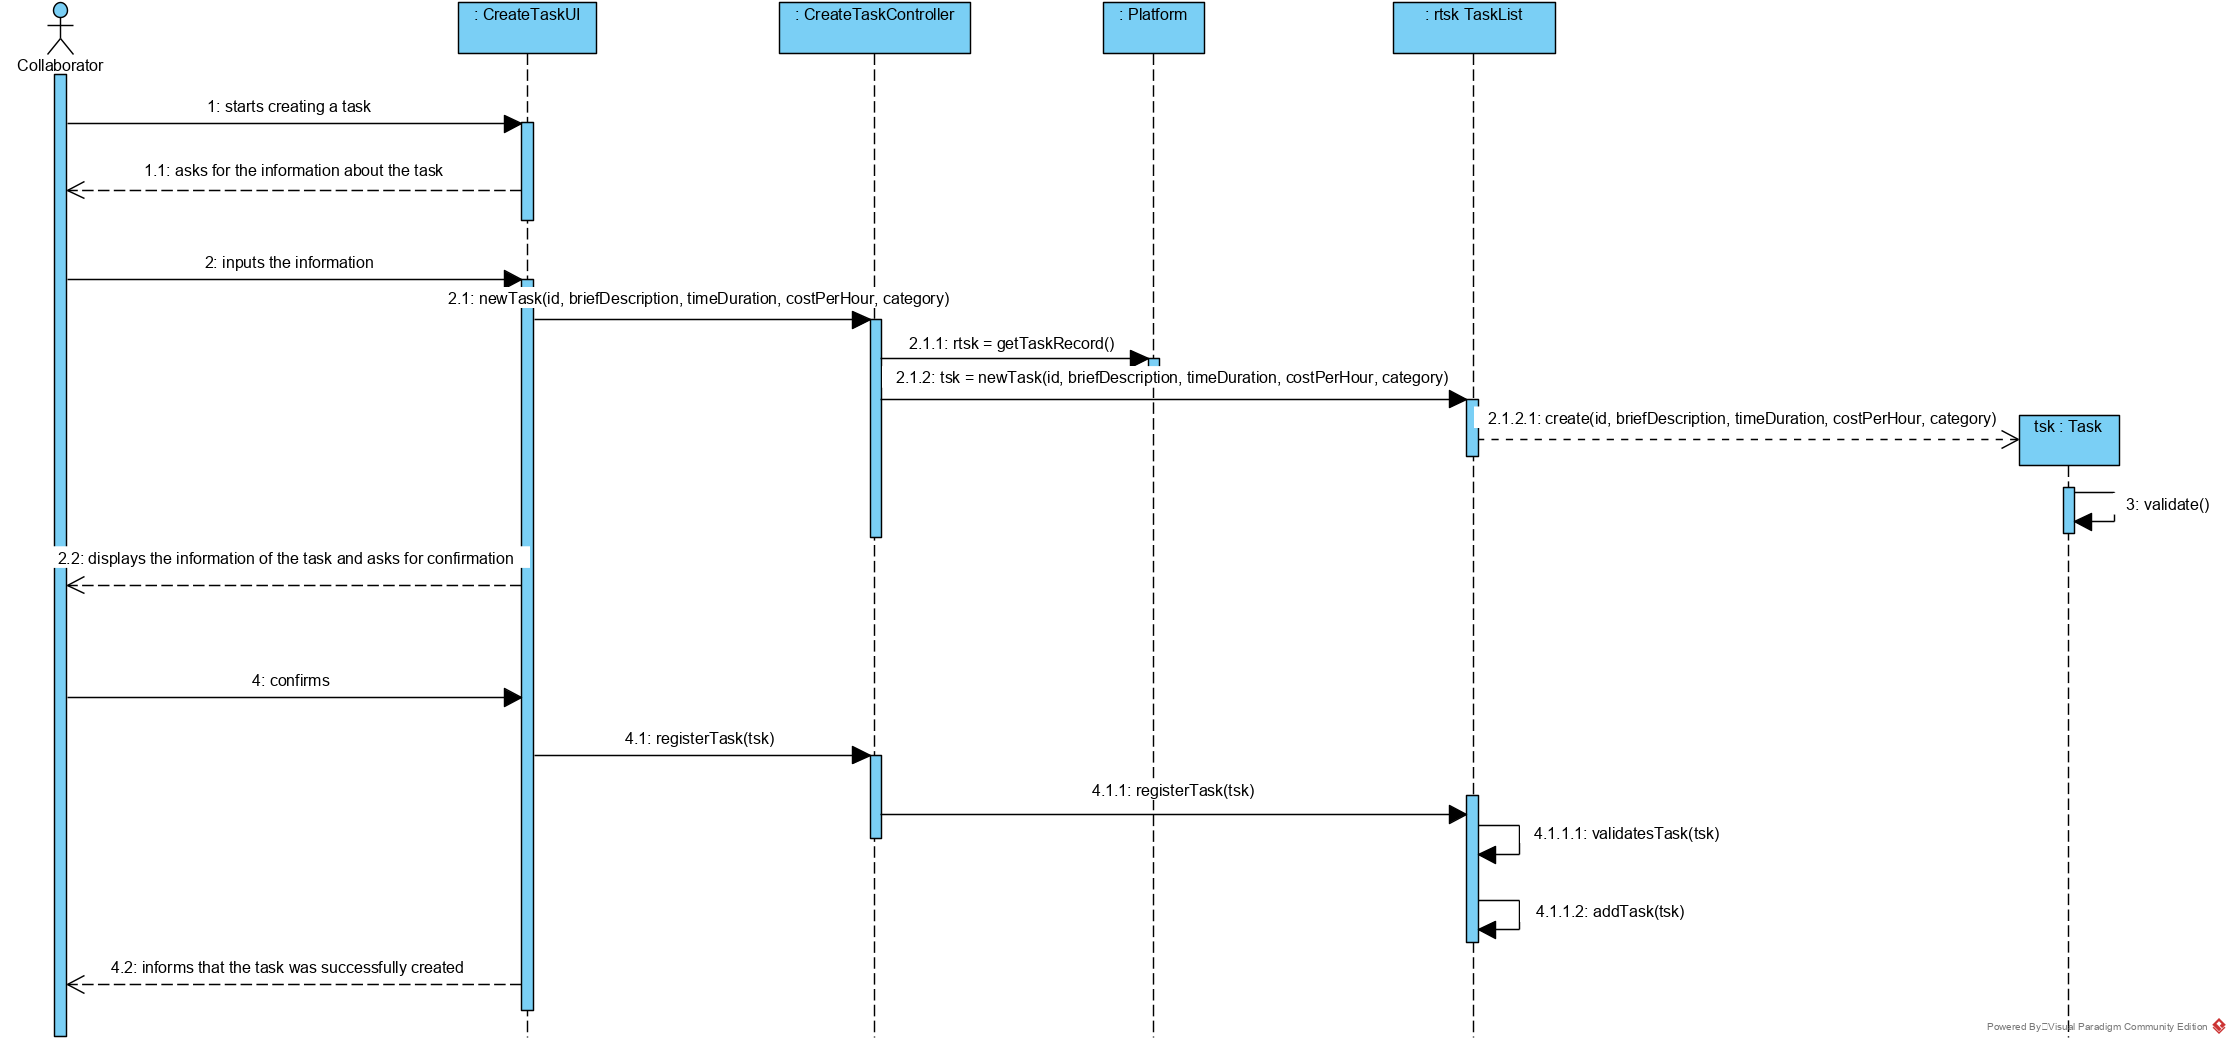 : CreateTaskUI
: CreateTaskController
: Platform
: rtsk TaskList
Collaborator
1: starts creating a task
1.1: asks for the information about the task
2: inputs the information
2.1: newTask(id, briefDescription, timeDuration, costPerHour, category)
2.1.1: rtsk = getTaskRecord()
2.1.2: tsk = newTask(id, briefDescription, timeDuration, costPerHour, category)
2.1.2.1: create(id, briefDescription, timeDuration, costPerHour, category)
tsk : Task
3: validate()
2.2: displays the information of the task and asks for confirmation
4: confirms
4.1: registerTask(tsk)
4.1.1: registerTask(tsk)
4.1.1.1: validatesTask(tsk)
4.1.1.2: addTask(tsk)
4.2: informs that the task was successfully created
Powered By Visual Paradigm Community Edition